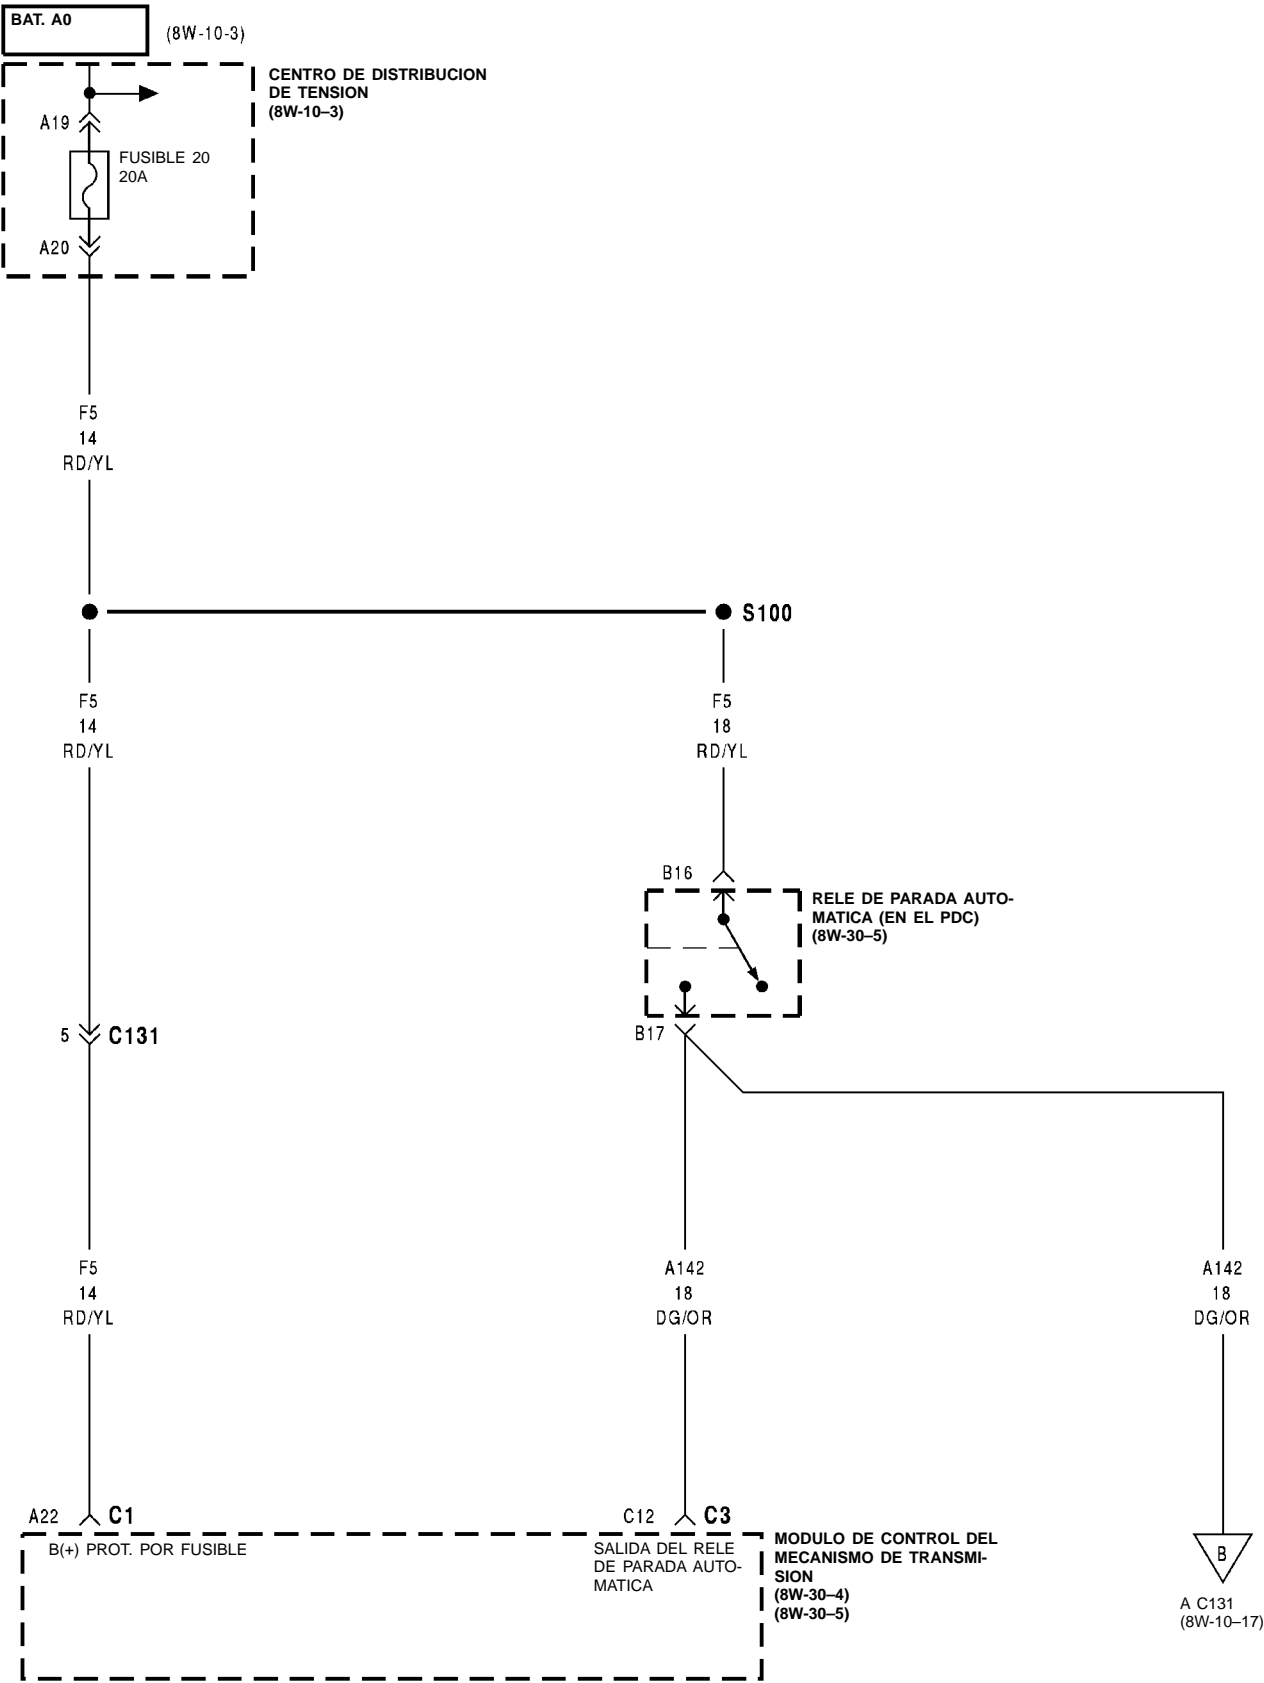 BAT. A0
(8W-10-3)
CENTRO DE DISTRIBUCION
DE TENSION
(8W-10–3)
A19
FUSIBLE 20
20A
A20
F5
14
RD/YL
S100
F5
14
RD/YL
F5
18
RD/YL
B16
RELE DE PARADA AUTO-
MATICA (EN EL PDC)
(8W-30–5)
5 C131
B17
F5
14
RD/YL
A142
18
DG/OR
A142
18
DG/OR
A22 C1
C12 C3
B(+) PROT. POR FUSIBLE
SALIDA DEL RELE
DE PARADA AUTO-
MATICA
MODULO DE CONTROL DEL
MECANISMO DE TRANSMI-
SION
(8W-30–4)
(8W-30–5)
B
A C131
(8W-10–17)